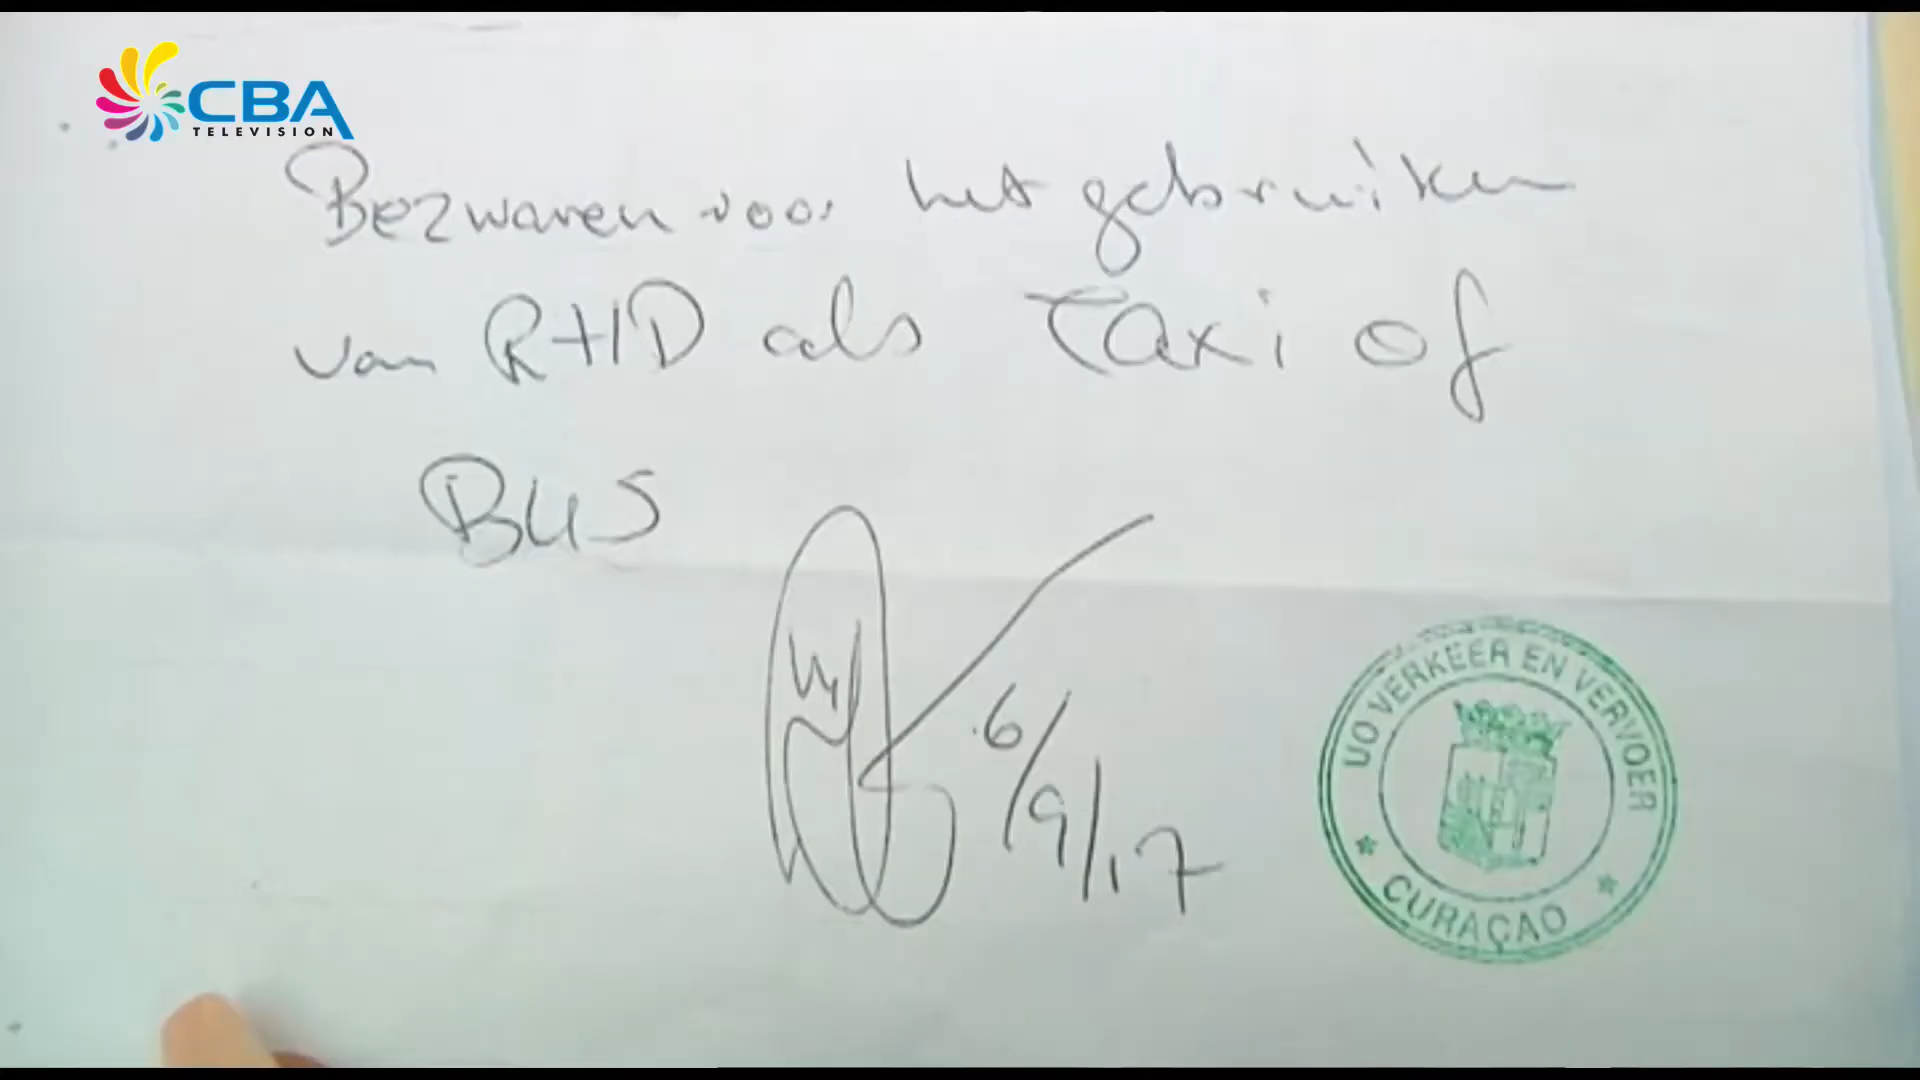 CBA
TELEVISION
Bezwaren voor het gebruiken
van RHD als Taxi of
BUS
6/9/17
UO VERKEER EN VERVOER
CURAÇAO